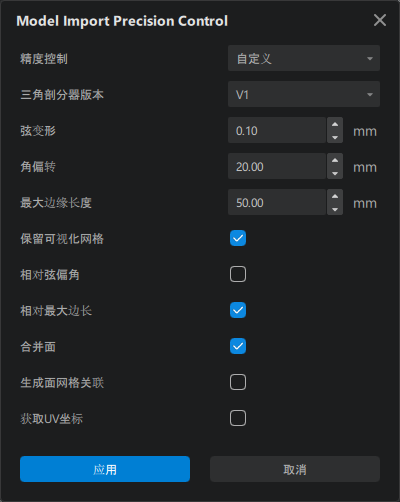 Model Import Precision Control
精度控制 自定义
三角剖分器版本 V1
弦变形 0.10 mm
角偏转 20.00 mm
最大边缘长度 50.00 mm
保留可视化网格
相对弦偏角
相对最大边长
合并面
生成面网格关联
获取UV坐标
应用 取消